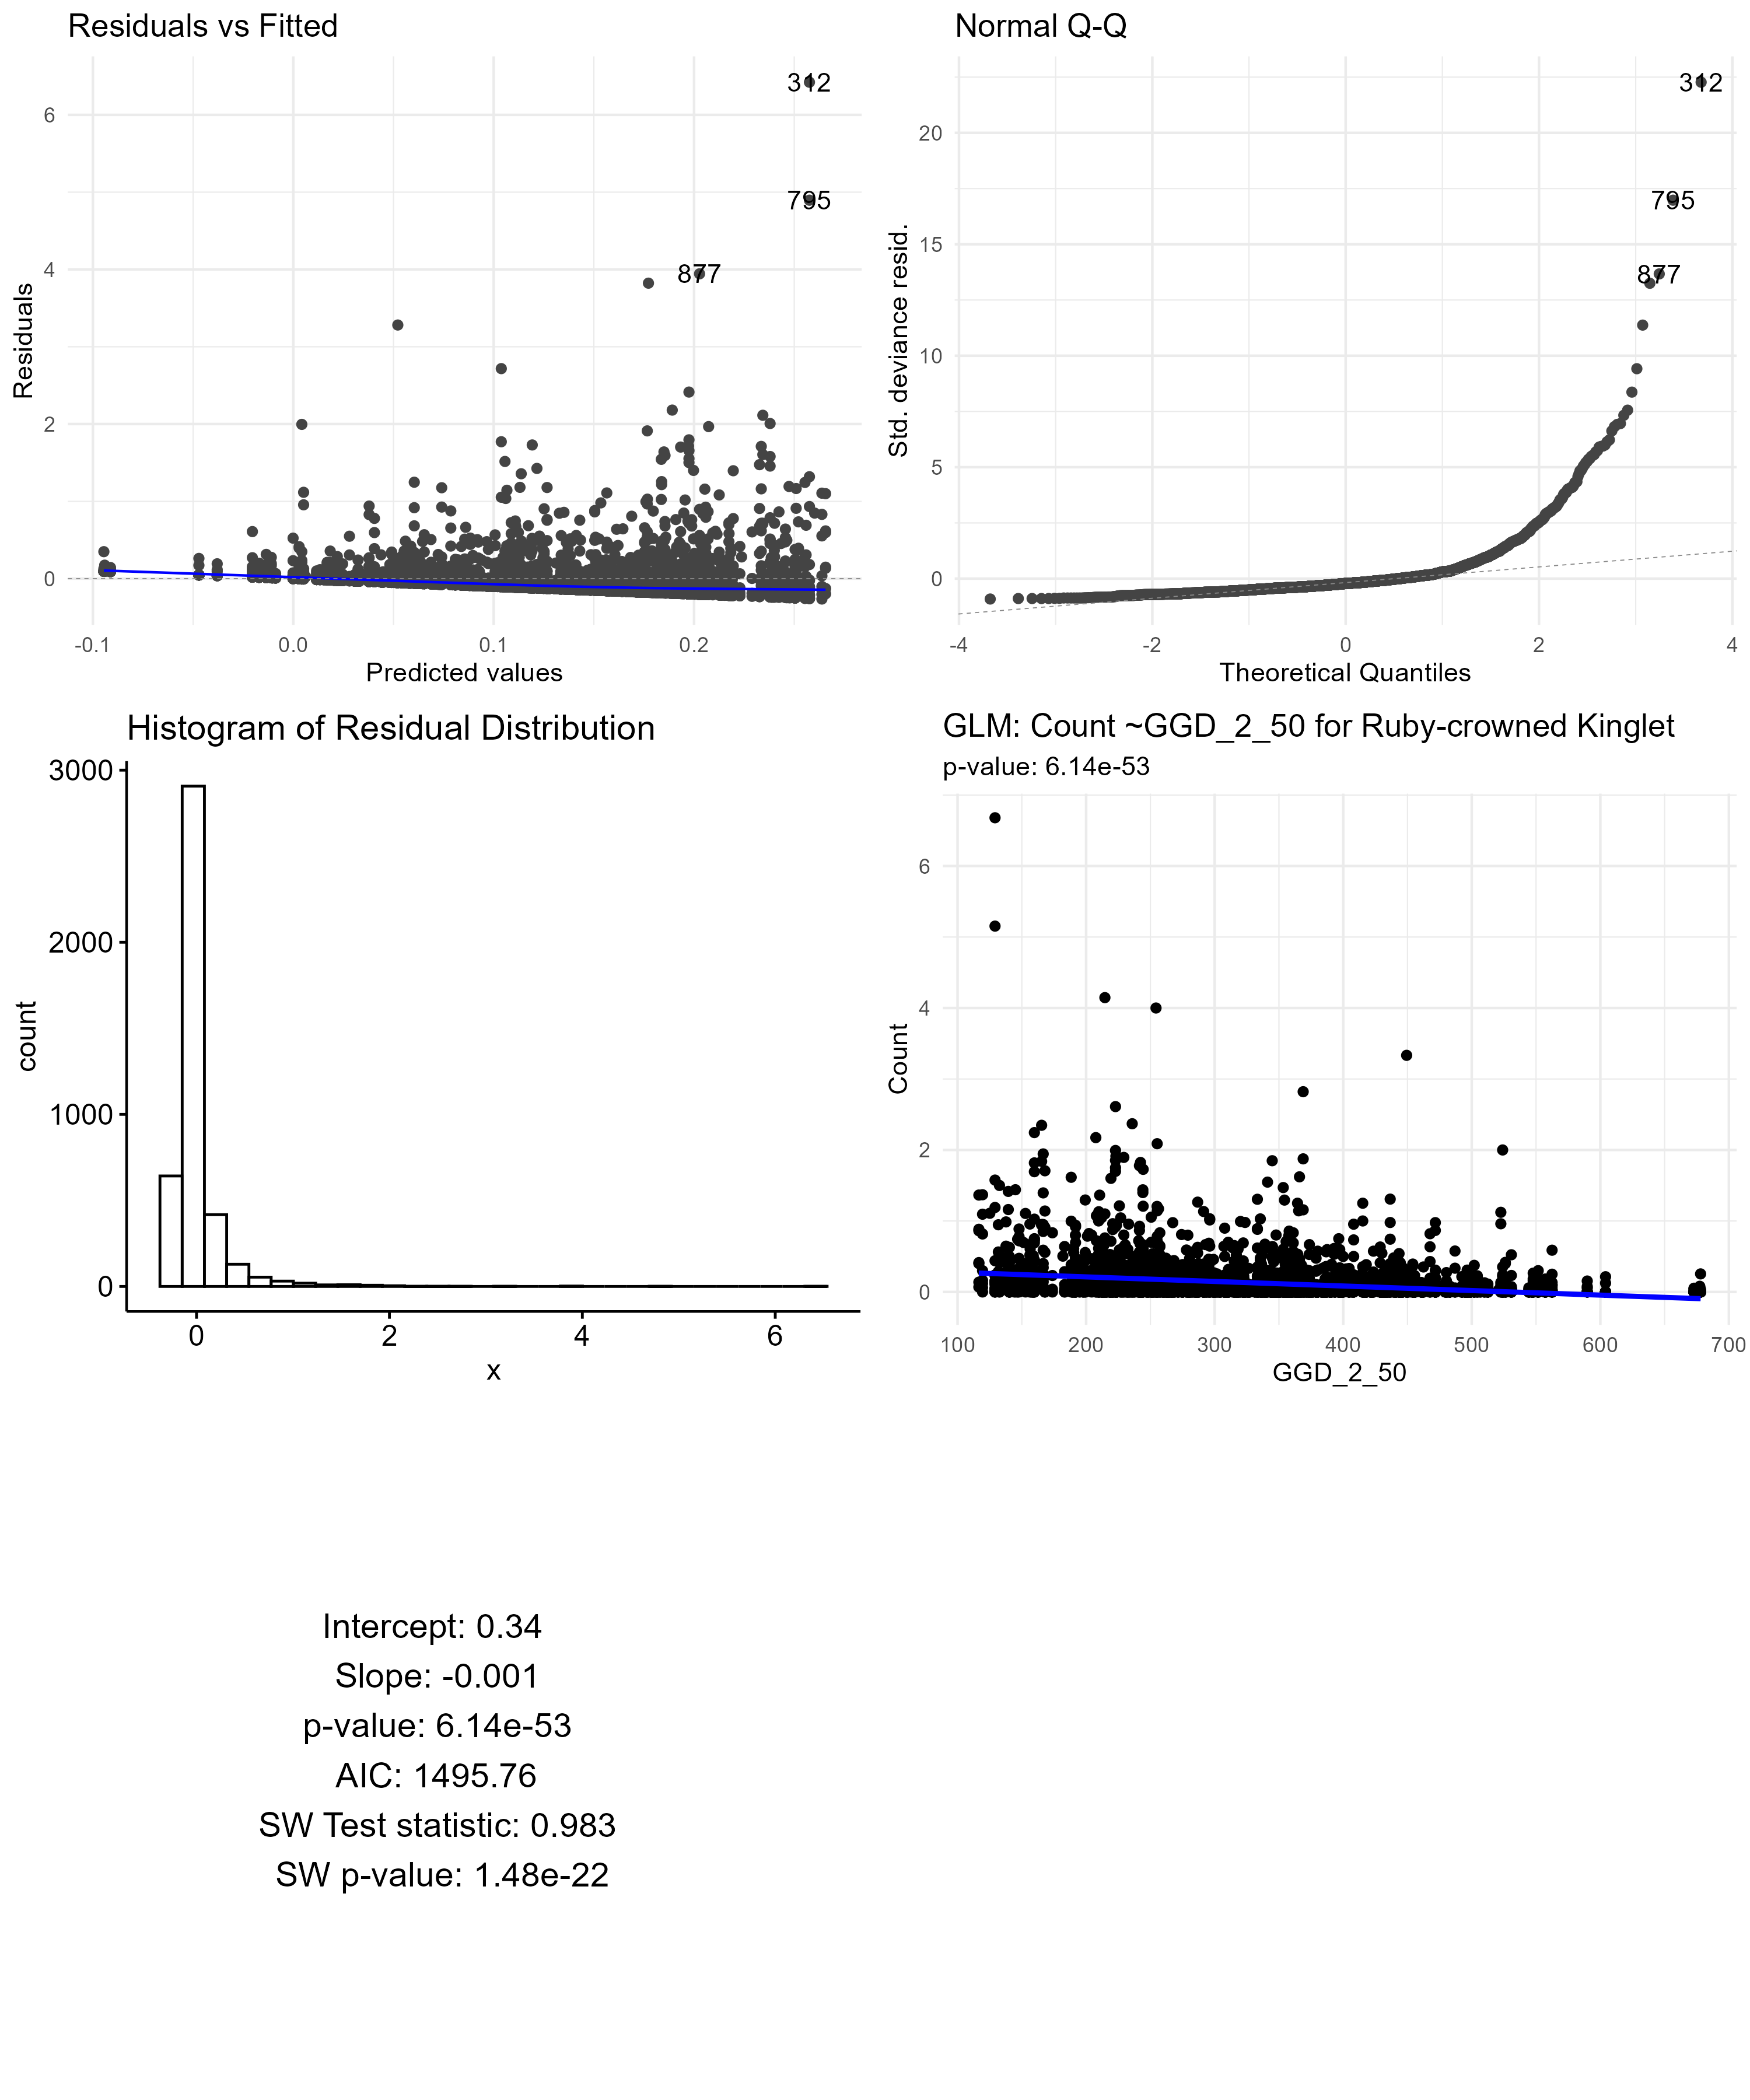 Residuals vs Fitted
312
795
877
6
4
2
0
-0.1
0.0
0.1
0.2
Residuals
Predicted values
Normal Q-Q
312
795
877
20
15
10
5
0
-4
-2
0
2
4
Std. deviance resid.
Theoretical Quantiles
Histogram of Residual Distribution
3000
2000
1000
0
0
2
4
6
count
x
GLM: Count ~GGD_2_50 for Ruby-crowned Kinglet
p-value: 6.14e-53
6
4
2
0
100
200
300
400
500
600
700
Count
GGD_2_50
Intercept: 0.34
Slope: -0.001
p-value: 6.14e-53
AIC: 1495.76
SW Test statistic: 0.983
SW p-value: 1.48e-22